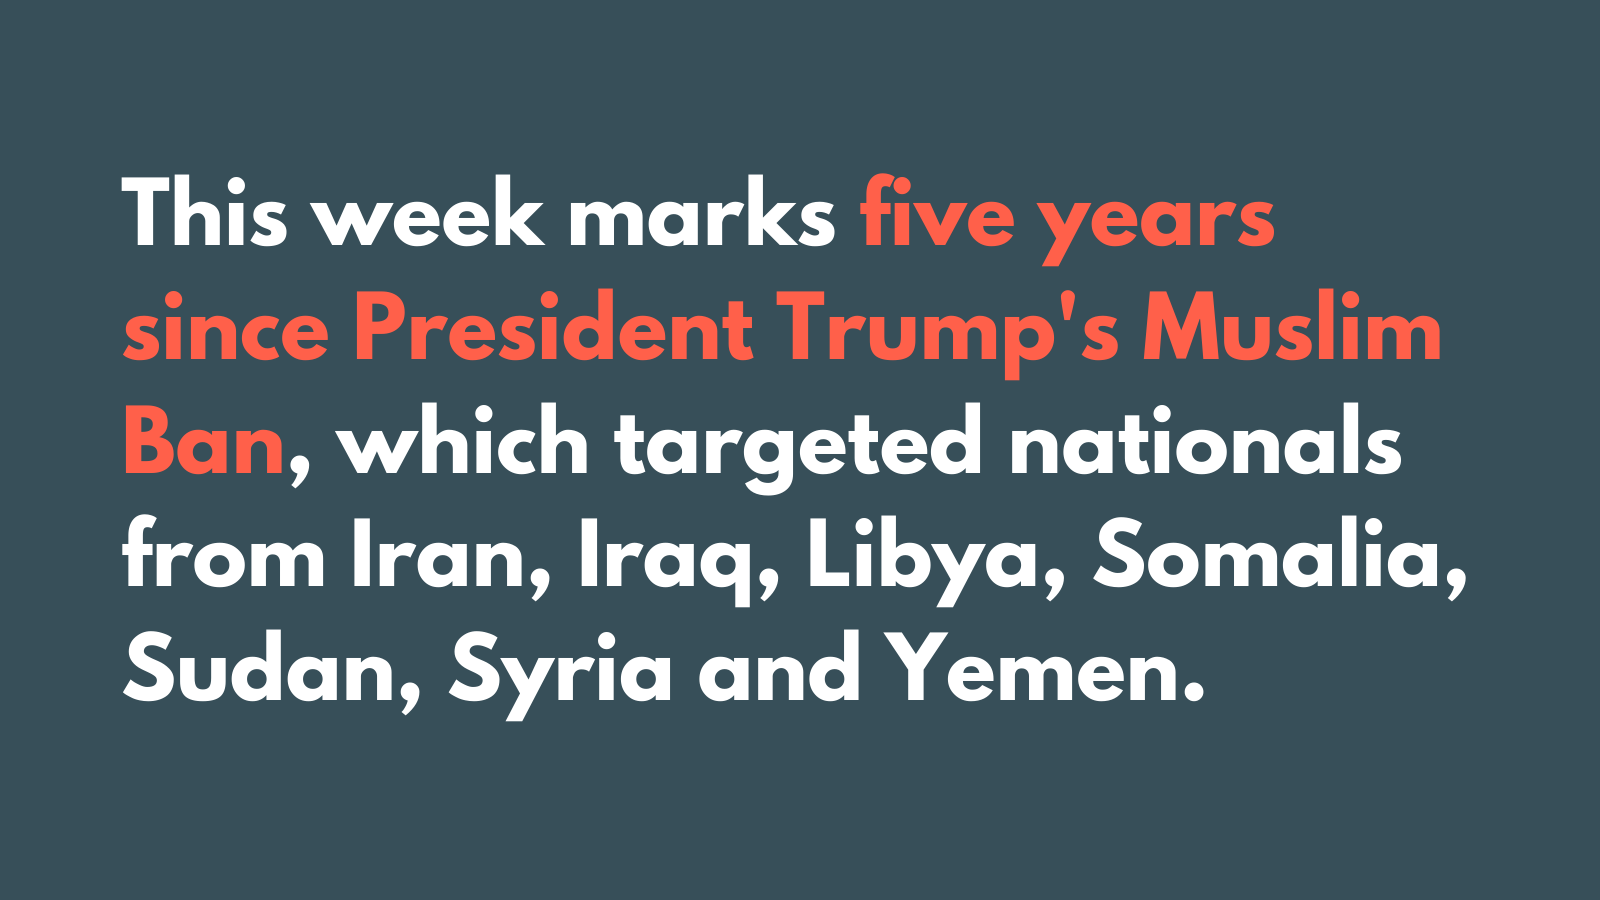 This week marks five years
since President Trump's Muslim
Ban, which targeted nationals
from Iran, Iraq, Libya, Somalia,
Sudan, Syria and Yemen.